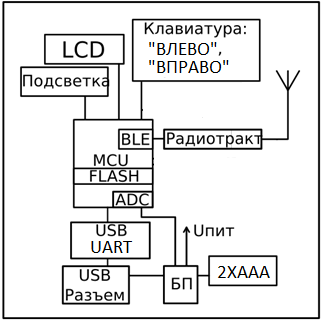 Клавиатура:
"ВЛЕВО",
"ВПРАВО"
LCD
Подсветка
BLE
Радиотракт
MCU
FLASH
ADC
USB
UART
Uпит
USB
Разъем
БП
2XAAA